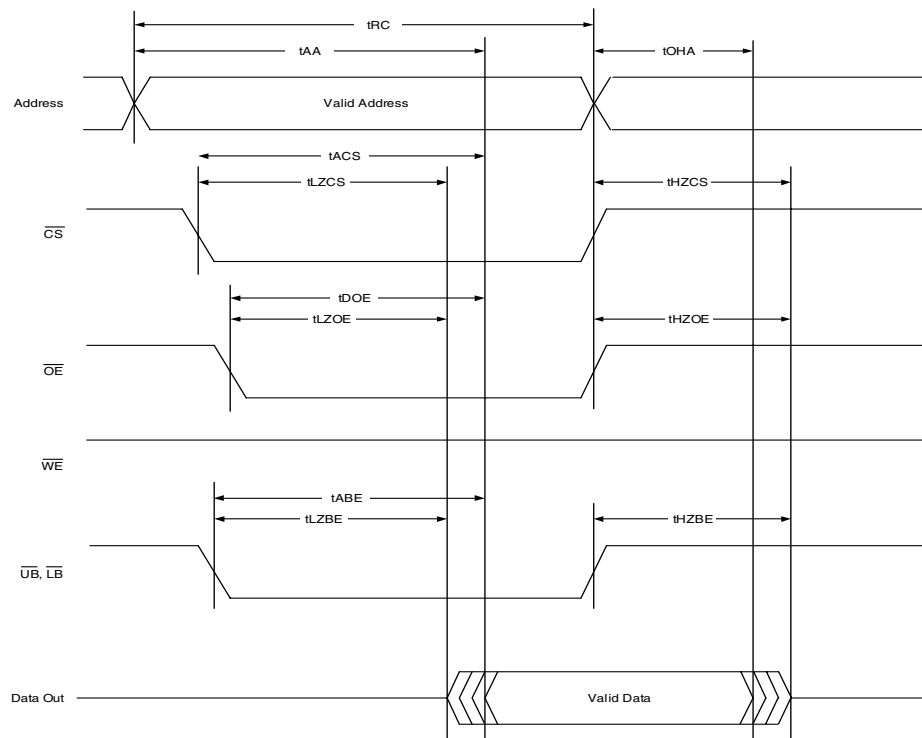 tRC
tAA
tOHA
Address
Valid Address
tACS
tLZCS
tHZCS
CS
tDOE
tLZOE
tHZOE
OE
WE
tABE
tLZBE
tHZBE
UB, LB
Data Out
Valid Data